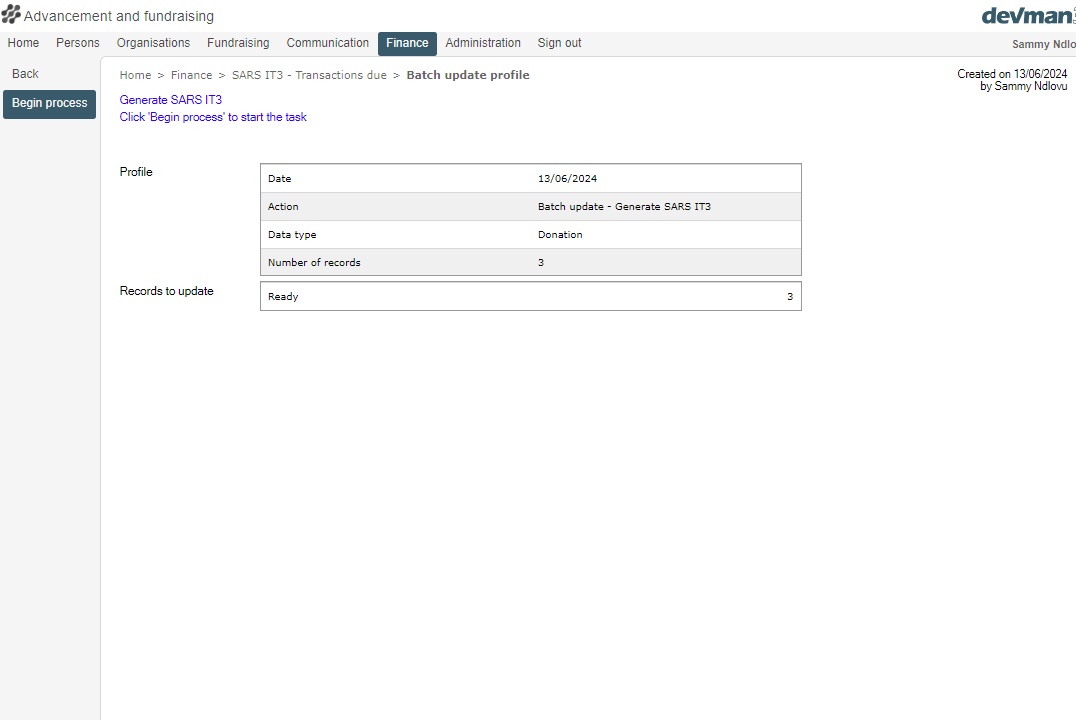 Advancement and fundraising
devman
Home Persons Organisations Fundraising Communication Finance Administration Sign out
Sammy Ndlo
Back
Begin process
Home > Finance > SARS IT3 - Transactions due > Batch update profile
Created on 13/06/2024
by Sammy Ndlovu
Generate SARS IT3
Click 'Begin process' to start the task
Profile
Date 13/06/2024
Action Batch update - Generate SARS IT3
Data type Donation
Number of records 3
Records to update
Ready 3